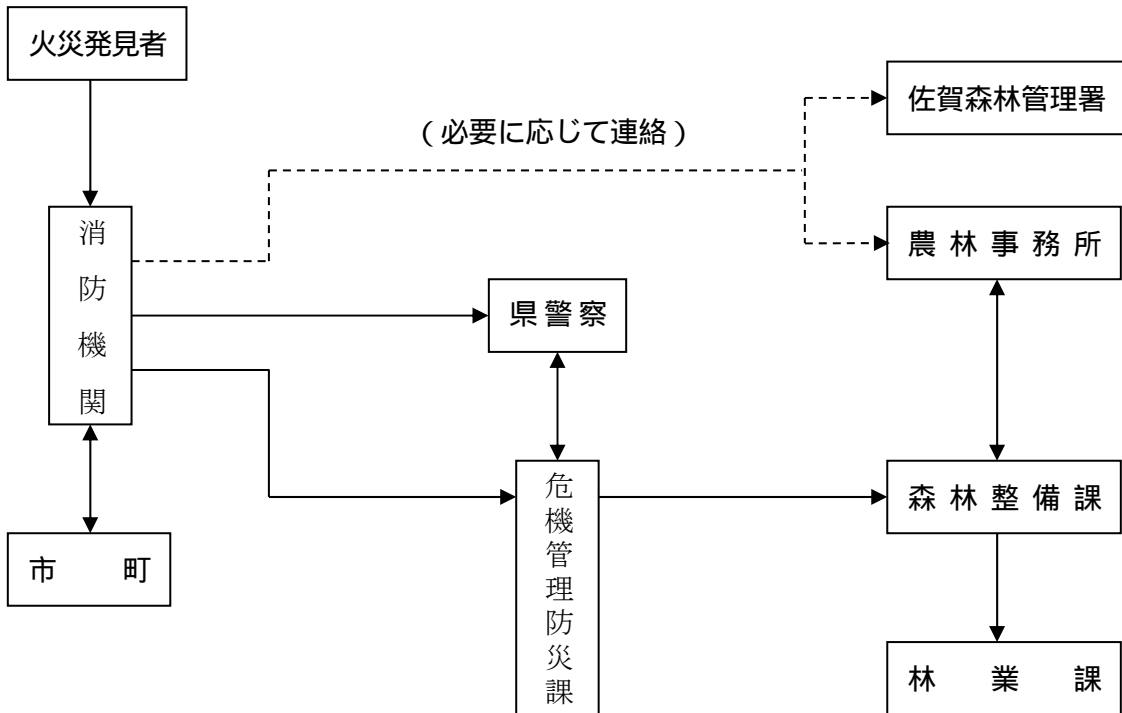 火災発見者
佐賀森林管理署
(必要に応じて連絡)
消防機関
農林事務所
県警察
危機管理防災課
森林整備課
市町
林業課